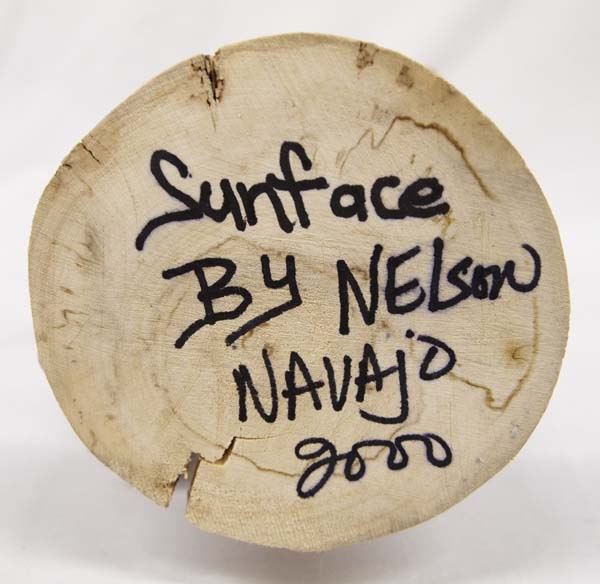 Sunface
By NELson
NAVAjo
2000